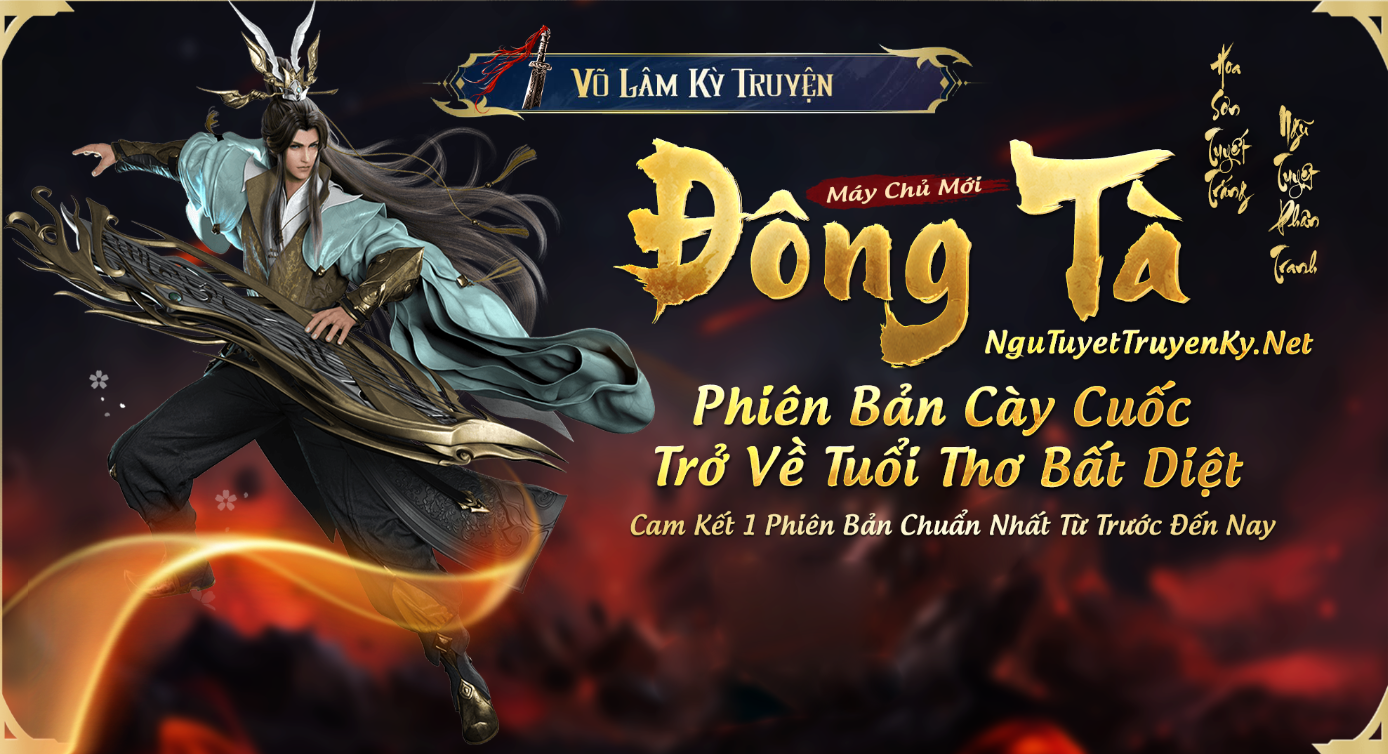 Võ Lâm Kỳ Truyện
Máy Chủ Mới
Đông Tà
NguTuyetTruyenKy.Net
Phiên Bản Cày Cuốc
Trở Về Tuổi Thơ Bất Diệt
Cam Kết 1 Phiên Bản Chuẩn Nhất Từ Trước Đến Nay
Hoa Sơn Tuyết Trắng
Ngũ Tuyệt Phân Tranh